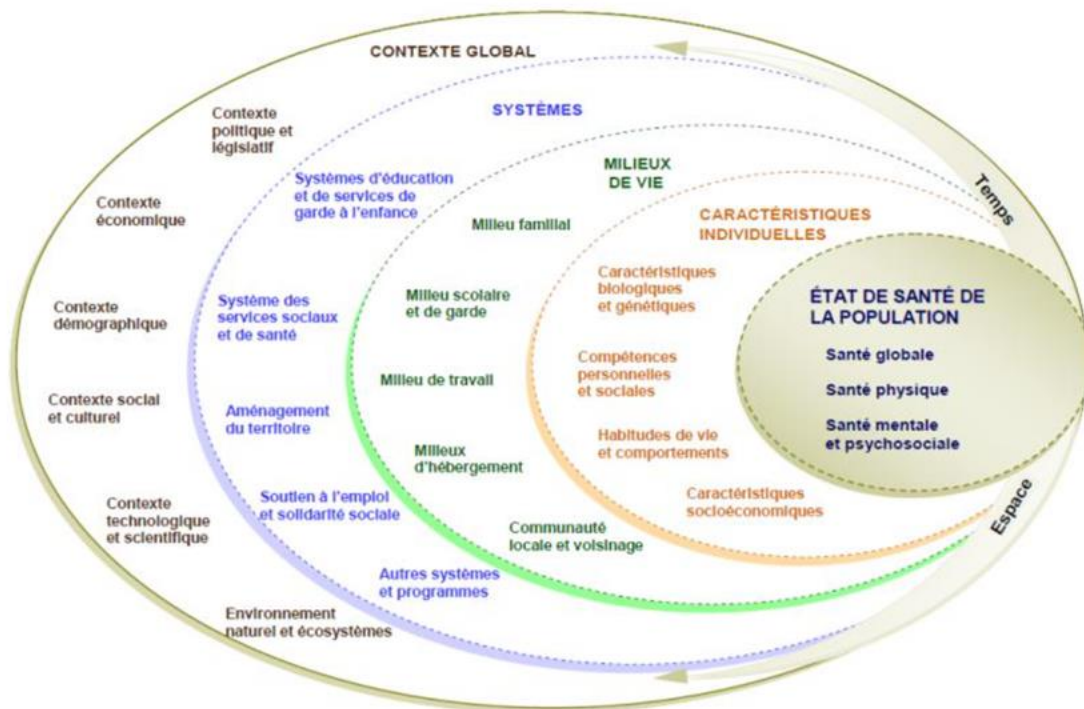 CONTEXTE GLOBAL
Contexte
politique et
législatif
Contexte
économique
Contexte
démographique
Contexte social
et culturel
Contexte
technologique
et scientifique
Environnement
naturel et écosystèmes
SYSTÈMES
Systèmes d'éducation
et de services de
garde à l'enfance
Système des
services sociaux
et de santé
Aménagement
du territoire
Soutien à l'emploi
et solidarité sociale
Autres systèmes
et programmes
MILIEUX
DE VIE
Milieu familial
Milieu scolaire
et de garde
Milieu de travail
Milieux
d'hébergement
Communauté
locale et voisinage
CARACTÉRISTIQUES
INDIVIDUELLES
Caractéristiques
biologiques
et génétiques
Compétences
personnelles
et sociales
Habitudes de vie
et comportements
Caractéristiques
socioéconomiques
ÉTAT DE SANTÉ DE
LA POPULATION
Santé globale
Santé physique
Santé mentale
et psychosociale
Temps
Espace